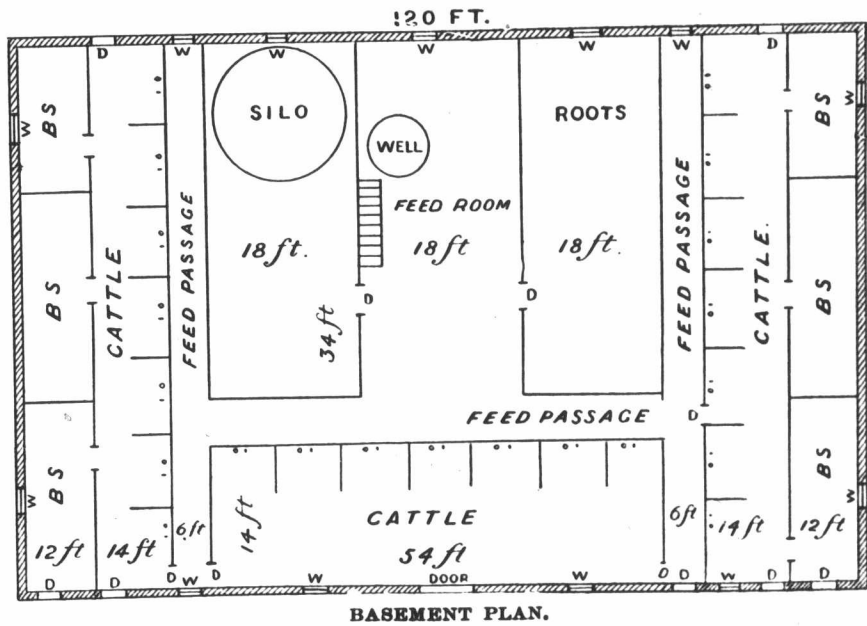 120 FT.
D W W W W W D
BS
W
SILO
WELL
ROOTS
W
BS
FEED PASSAGE
FEED ROOM
FEED PASSAGE
CATTLE
CATTLE.
18 ft.
18 ft
18 ft
BS
BS
D
D
34 ft
FEED PASSAGE
D
BS
BS
W
W
CATTLE
14 ft
54 ft
12 ft
14 ft
6 ft
6 ft
14 ft
12 ft
D D D W D W DOOR W D D W D D
BASEMENT PLAN.